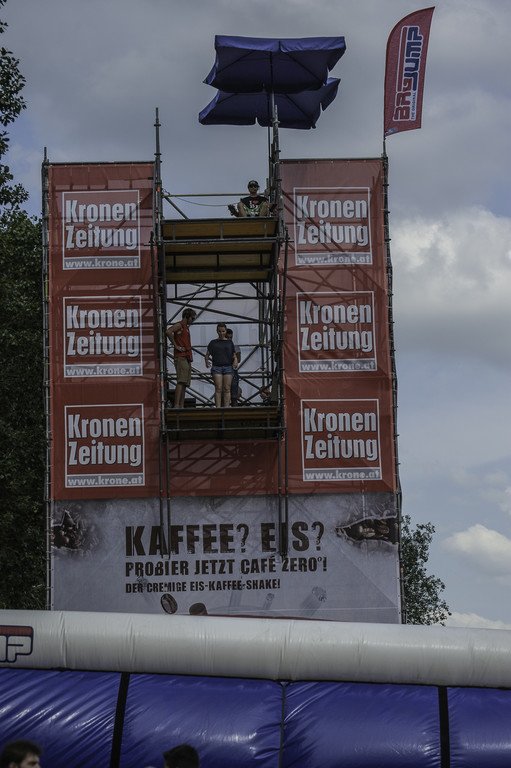 BAGJUMP
Kronen
Zeitung
www.krone.at
Kronen
Zeitung
www.krone.at
Kronen
Zeitung
www.krone.at
Kronen
Zeitung
www.krone.at
Kronen
Zeitung
www.krone.at
Kronen
Zeitung
www.krone.at
KAFFEE? EIS?
PROBIER JETZT CAFÉ ZERO°!
DER CREMIGE EIS-KAFFEE-SHAKE!
MP